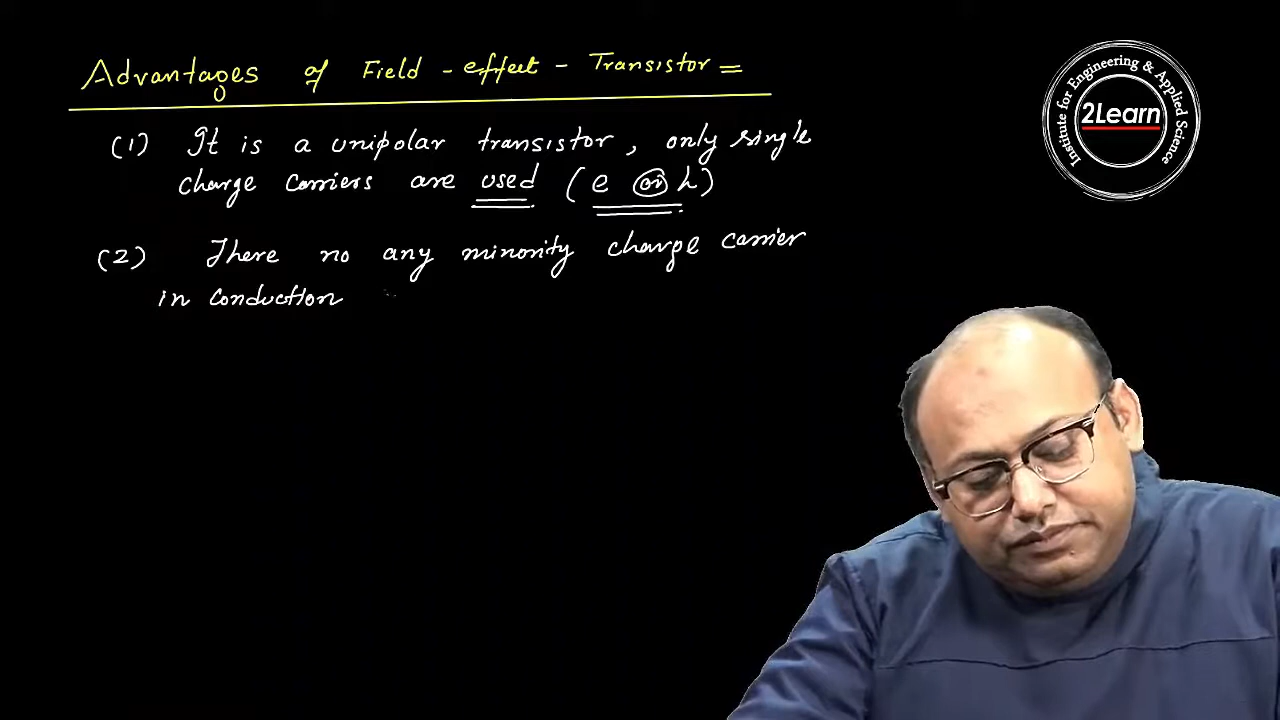 Advantages of Field-effect-Transistor =
(1) It is a unipolar transistor, only single
charge carriers are used (e or h)
(2) There no any minority charge carrier
in conduction
Institute for Engineering & Applied Science
2Learn